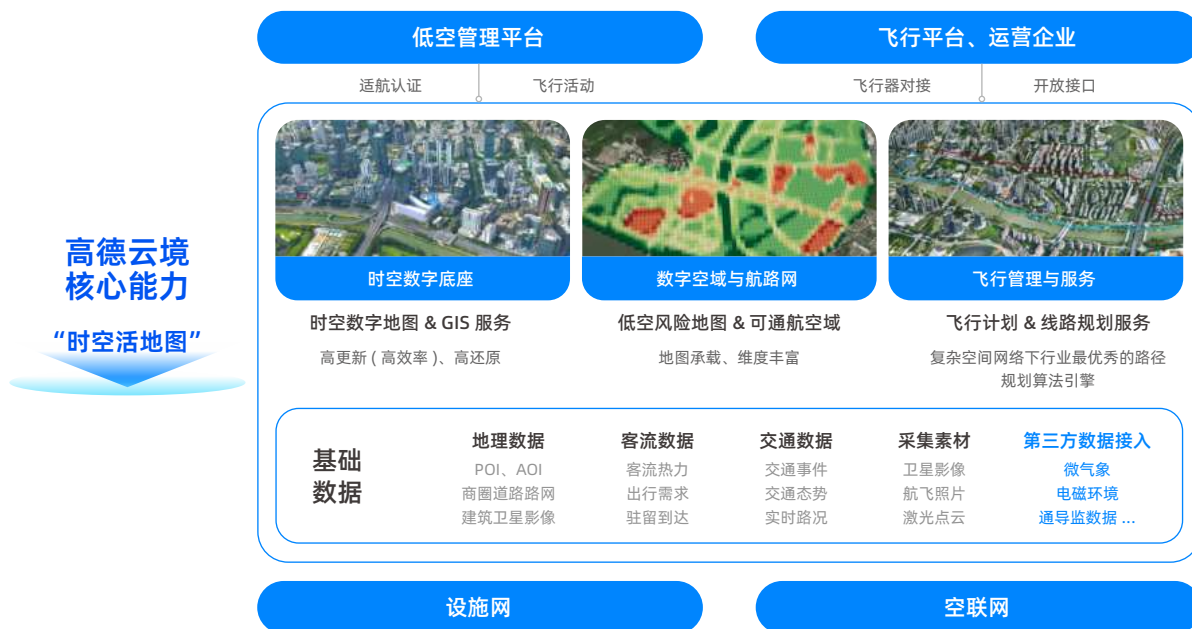 低空管理平台
飞行平台、运营企业
适航认证
飞行活动
飞行器对接
开放接口
高德云境
核心能力
“时空活地图”
时空数字底座
数字空域与航路网
飞行管理与服务
时空数字地图 & GIS 服务
低空风险地图 & 可通航空域
飞行计划 & 线路规划服务
高更新 ( 高效率 )、高还原
地图承载、维度丰富
复杂空间网络下行业最优秀的路径
规划算法引擎
基础
数据
地理数据
POI、AOI
商圈道路路网
建筑卫星影像
客流数据
客流热力
出行需求
驻留到达
交通数据
交通事件
交通态势
实时路况
采集素材
卫星影像
航飞照片
激光点云
第三方数据接入
微气象
电磁环境
通导监数据 ...
设施网
空联网